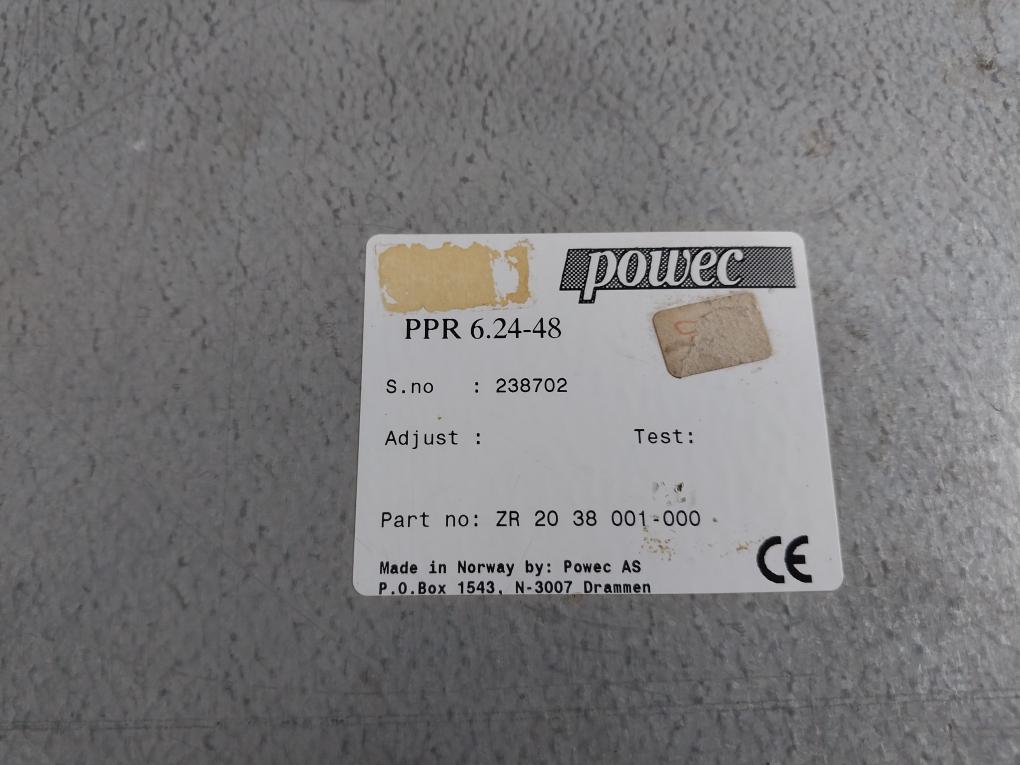 powec
PPR 6.24-48
S.no : 238702
Adjust : Test:
Part no: ZR 20 38 001-000
Made in Norway by: Powec AS
P.O.Box 1543, N-3007 Drammen
CE